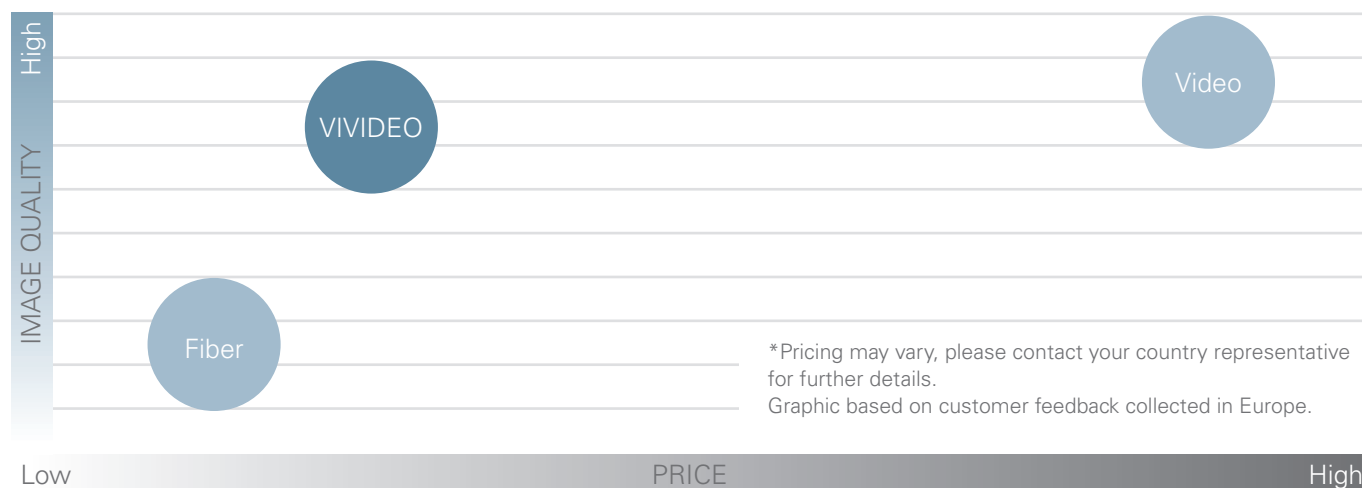 High
IMAGE QUALITY
VIVIDEO
Video
Fiber
*Pricing may vary, please contact your country representative
for further details.
Graphic based on customer feedback collected in Europe.
Low
PRICE
High